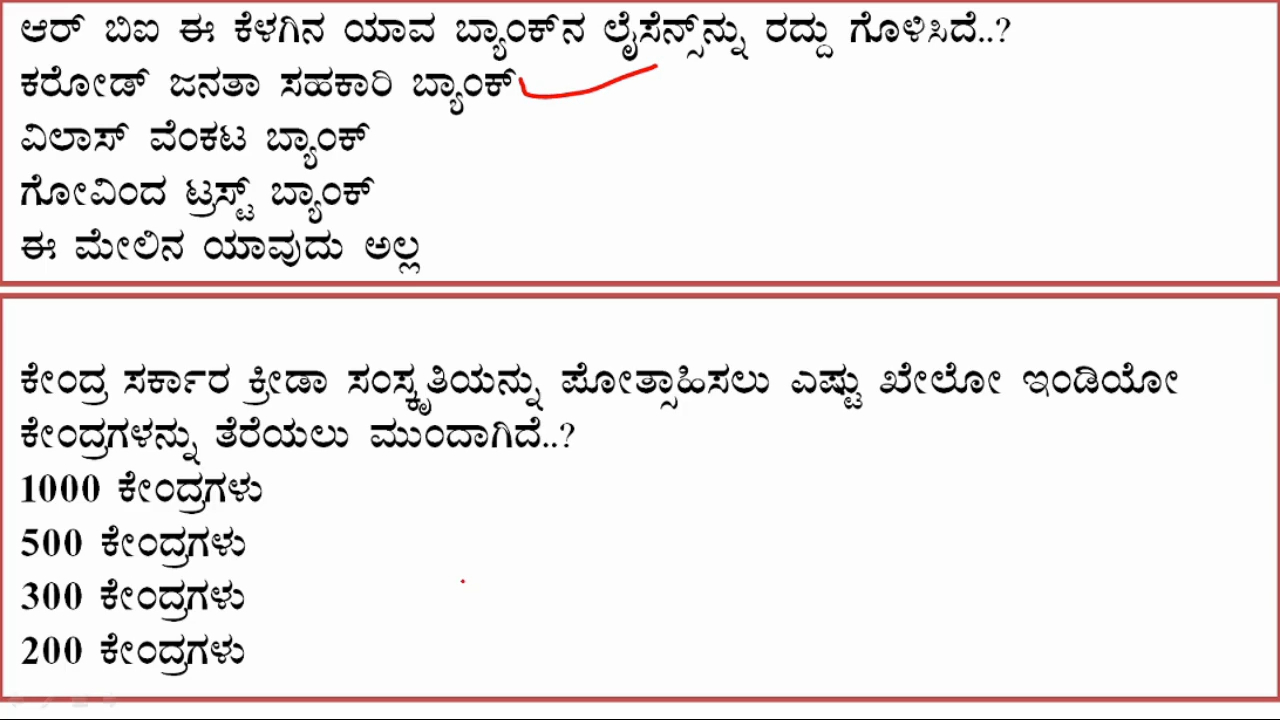 ಆರ್ ಬಿಐ ಈ ಕೆಳಗಿನ ಯಾವ ಬ್ಯಾಂಕ್‌ನ ಲೈಸೆನ್ಸ್‌ನ್ನು ರದ್ದು ಗೊಳಿಸಿದೆ..?
ಕರೋಡ್ ಜನತಾ ಸಹಕಾರಿ ಬ್ಯಾಂಕ್
ವಿಲಾಸ್ ವೆಂಕಟ ಬ್ಯಾಂಕ್
ಗೋವಿಂದ ಟ್ರಸ್ಟ್ ಬ್ಯಾಂಕ್
ಈ ಮೇಲಿನ ಯಾವುದು ಅಲ್ಲ
ಕೇಂದ್ರ ಸರ್ಕಾರ ಕ್ರೀಡಾ ಸಂಸ್ಕೃತಿಯನ್ನು ಪೋತ್ಸಾಹಿಸಲು ಎಷ್ಟು ಖೇಲೋ ಇಂಡಿಯೋ
ಕೇಂದ್ರಗಳನ್ನು ತೆರೆಯಲು ಮುಂದಾಗಿದೆ..?
1000 ಕೇಂದ್ರಗಳು
500 ಕೇಂದ್ರಗಳು
300 ಕೇಂದ್ರಗಳು
200 ಕೇಂದ್ರಗಳು